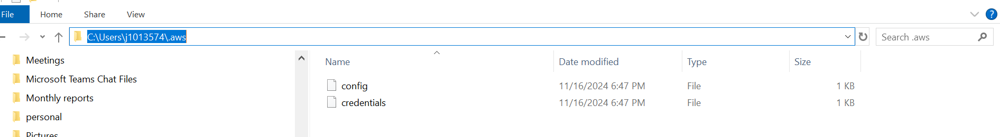 File Home Share View ?
C:\Users\j1013574\.aws Search .aws
Meetings
Microsoft Teams Chat Files
Monthly reports
personal
Pictures
Name Date modified Type Size
config 11/16/2024 6:47 PM File 1 KB
credentials 11/16/2024 6:47 PM File 1 KB